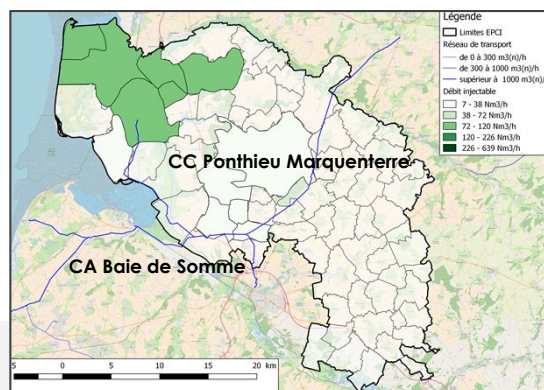 Légende
Limites EPCI
Réseau de transport
de 0 à 300 m3(n)/h
de 300 à 1000 m3(n)/h
supérieur à 1000 m3(n)/h
Débit injectable
7 - 38 Nm3/h
38 - 72 Nm3/h
72 - 120 Nm3/h
120 - 226 Nm3/h
226 - 639 Nm3/h
CC Ponthieu Marquenterre
CA Baie de Somme
5 0 5 10 15 20 km